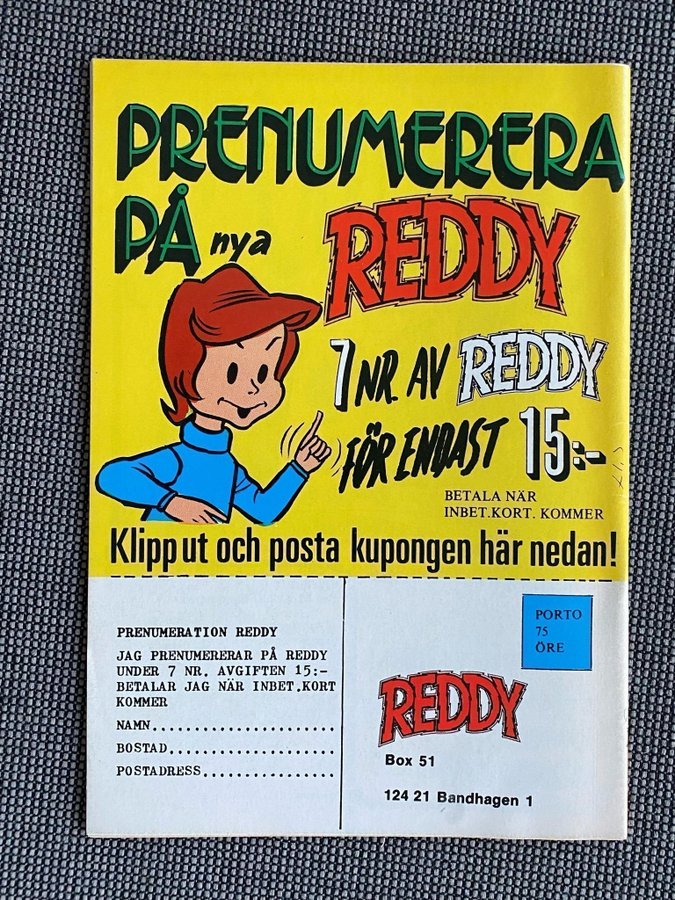 PRENUMERERA
PÅ nya REDDY
7 NR. AV REDDY
FÖR ENDAST 15:-
BETALA NÄR
INBET.KORT. KOMMER
Klipp ut och posta kupongen här nedan!
PRENUMERATION REDDY
JAG PRENUMERERAR PÅ REDDY
UNDER 7 NR. AVGIFTEN 15:-
BETALAR JAG NÄR INBET.KORT
KOMMER
NAMN......................
BOSTAD....................
POSTADRESS................
PORTO
75
ÖRE
REDDY
Box 51
124 21 Bandhagen 1